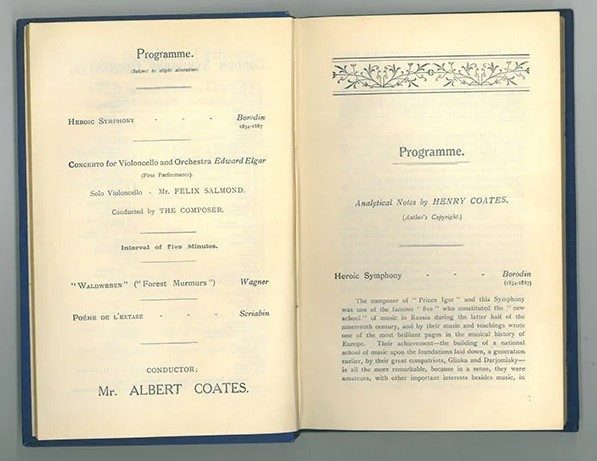 Programme.
(Subject to slight alteration).
HEROIC SYMPHONY - - - Borodin
1834-1887
CONCERTO for Violoncello and Orchestra Edward Elgar
(First Performance).
Solo Violoncello - Mr. FELIX SALMOND.
Conducted by THE COMPOSER.
Interval of Five Minutes.
"WALDWEBEN" ("Forest Murmurs") Wagner
POÈME DE L'EXTASE - - Scriabin
CONDUCTOR:
Mr. ALBERT COATES.
Programme.
Analytical Notes by HENRY COATES.
(Author's Copyright.)
Heroic Symphony - - - Borodin
(1834-1887)
The composer of "Prince Igor" and this Symphony
was one of the famous "five" who constituted the "new
school" of music in Russia during the latter half of the
nineteenth century, and by their music and teachings wrote
one of the most brilliant pages in the musical history of
Europe. Their achievement—the building of a national
school of music upon the foundations laid down, a generation
earlier, by their great compatriots, Glinka and Darjomisky—
is all the more remarkable, because in a sense, they were
amateurs, with other important interests besides music, in